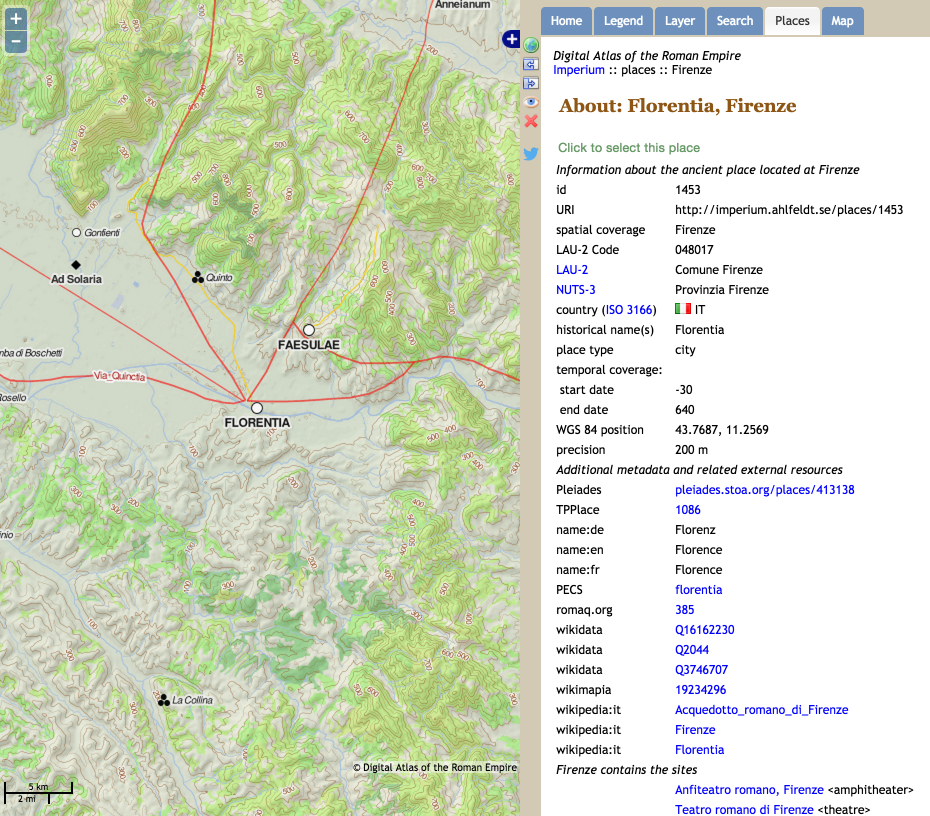 Anneianum
Gonfienti
Ad Solaria
Quinto
FAESULAE
mba di Boschetti
Via_Quinctia
Rosello
FLORENTIA
inio
La Collina
© Digital Atlas of the Roman Empire
5 km
2 mi
Home Legend Layer Search Places Map
Digital Atlas of the Roman Empire
Imperium :: places :: Firenze
About: Florentia, Firenze
Click to select this place
Information about the ancient place located at Firenze
id 1453
URI http://imperium.ahlfeldt.se/places/1453
spatial coverage Firenze
LAU-2 Code 048017
LAU-2 Comune Firenze
NUTS-3 Provinzia Firenze
country (ISO 3166) IT
historical name(s) Florentia
place type city
temporal coverage:
start date -30
end date 640
WGS 84 position 43.7687, 11.2569
precision 200 m
Additional metadata and related external resources
Pleiades pleiades.stoa.org/places/413138
TPPlace 1086
name:de Florenz
name:en Florence
name:fr Florence
PECS florentia
romaq.org 385
wikidata Q16162230
wikidata Q2044
wikidata Q3746707
wikimapia 19234296
wikipedia:it Acquedotto_romano_di_Firenze
wikipedia:it Firenze
wikipedia:it Florentia
Firenze contains the sites
Anfiteatro romano, Firenze <amphitheater>
Teatro romano di Firenze <theatre>